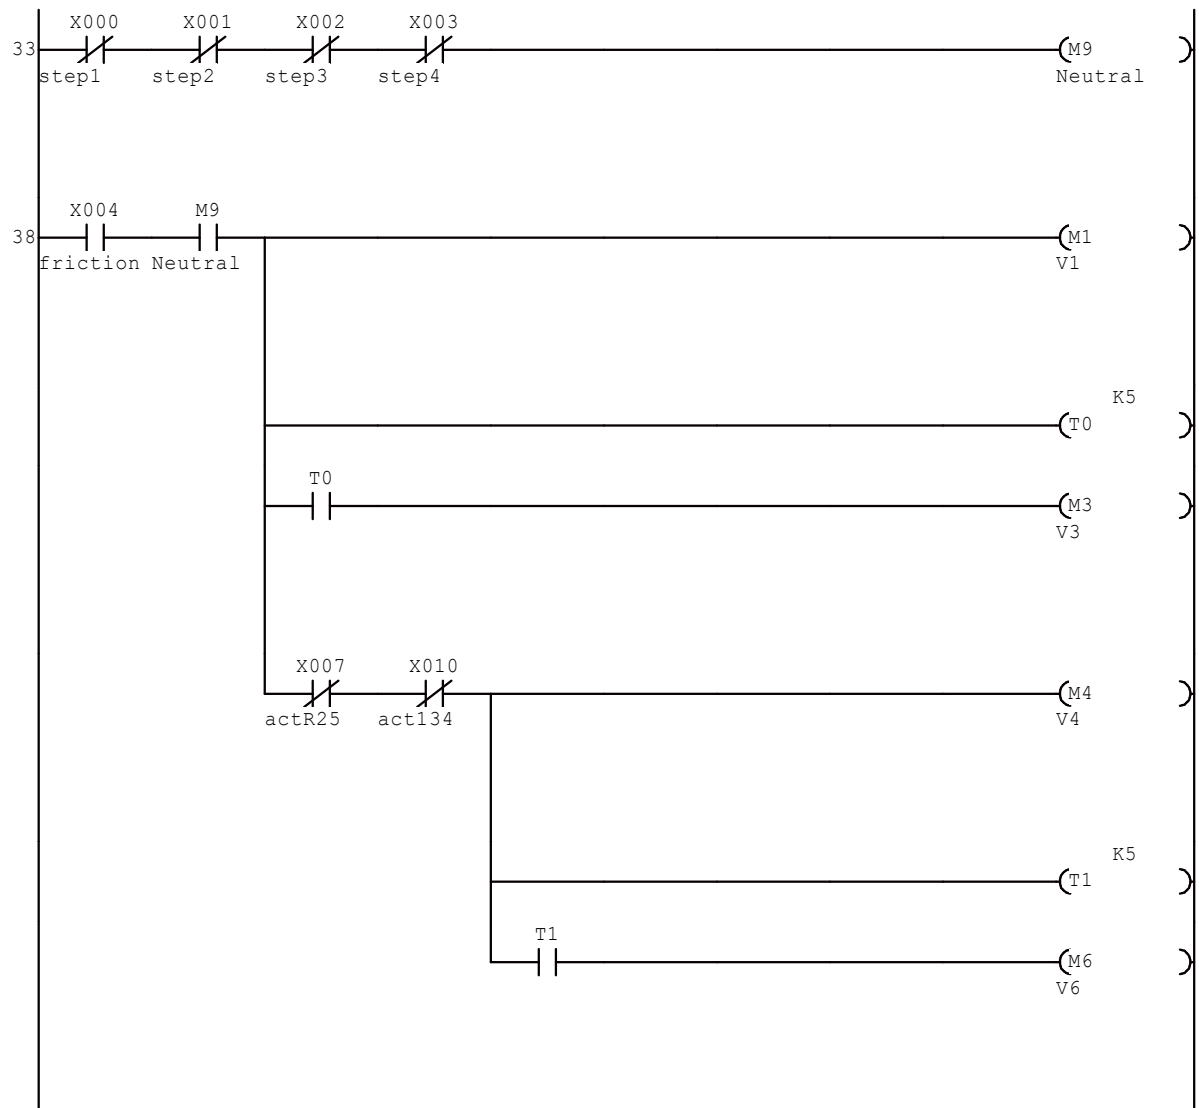 X000 X001 X002 X003
33 M9
step1 step2 step3 step4 Neutral
X004 M9
38 M1
friction Neutral V1
K5
T0
T0
M3
V3
X007 X010
M4
actR25 act134 V4
K5
T1
T1
M6
V6